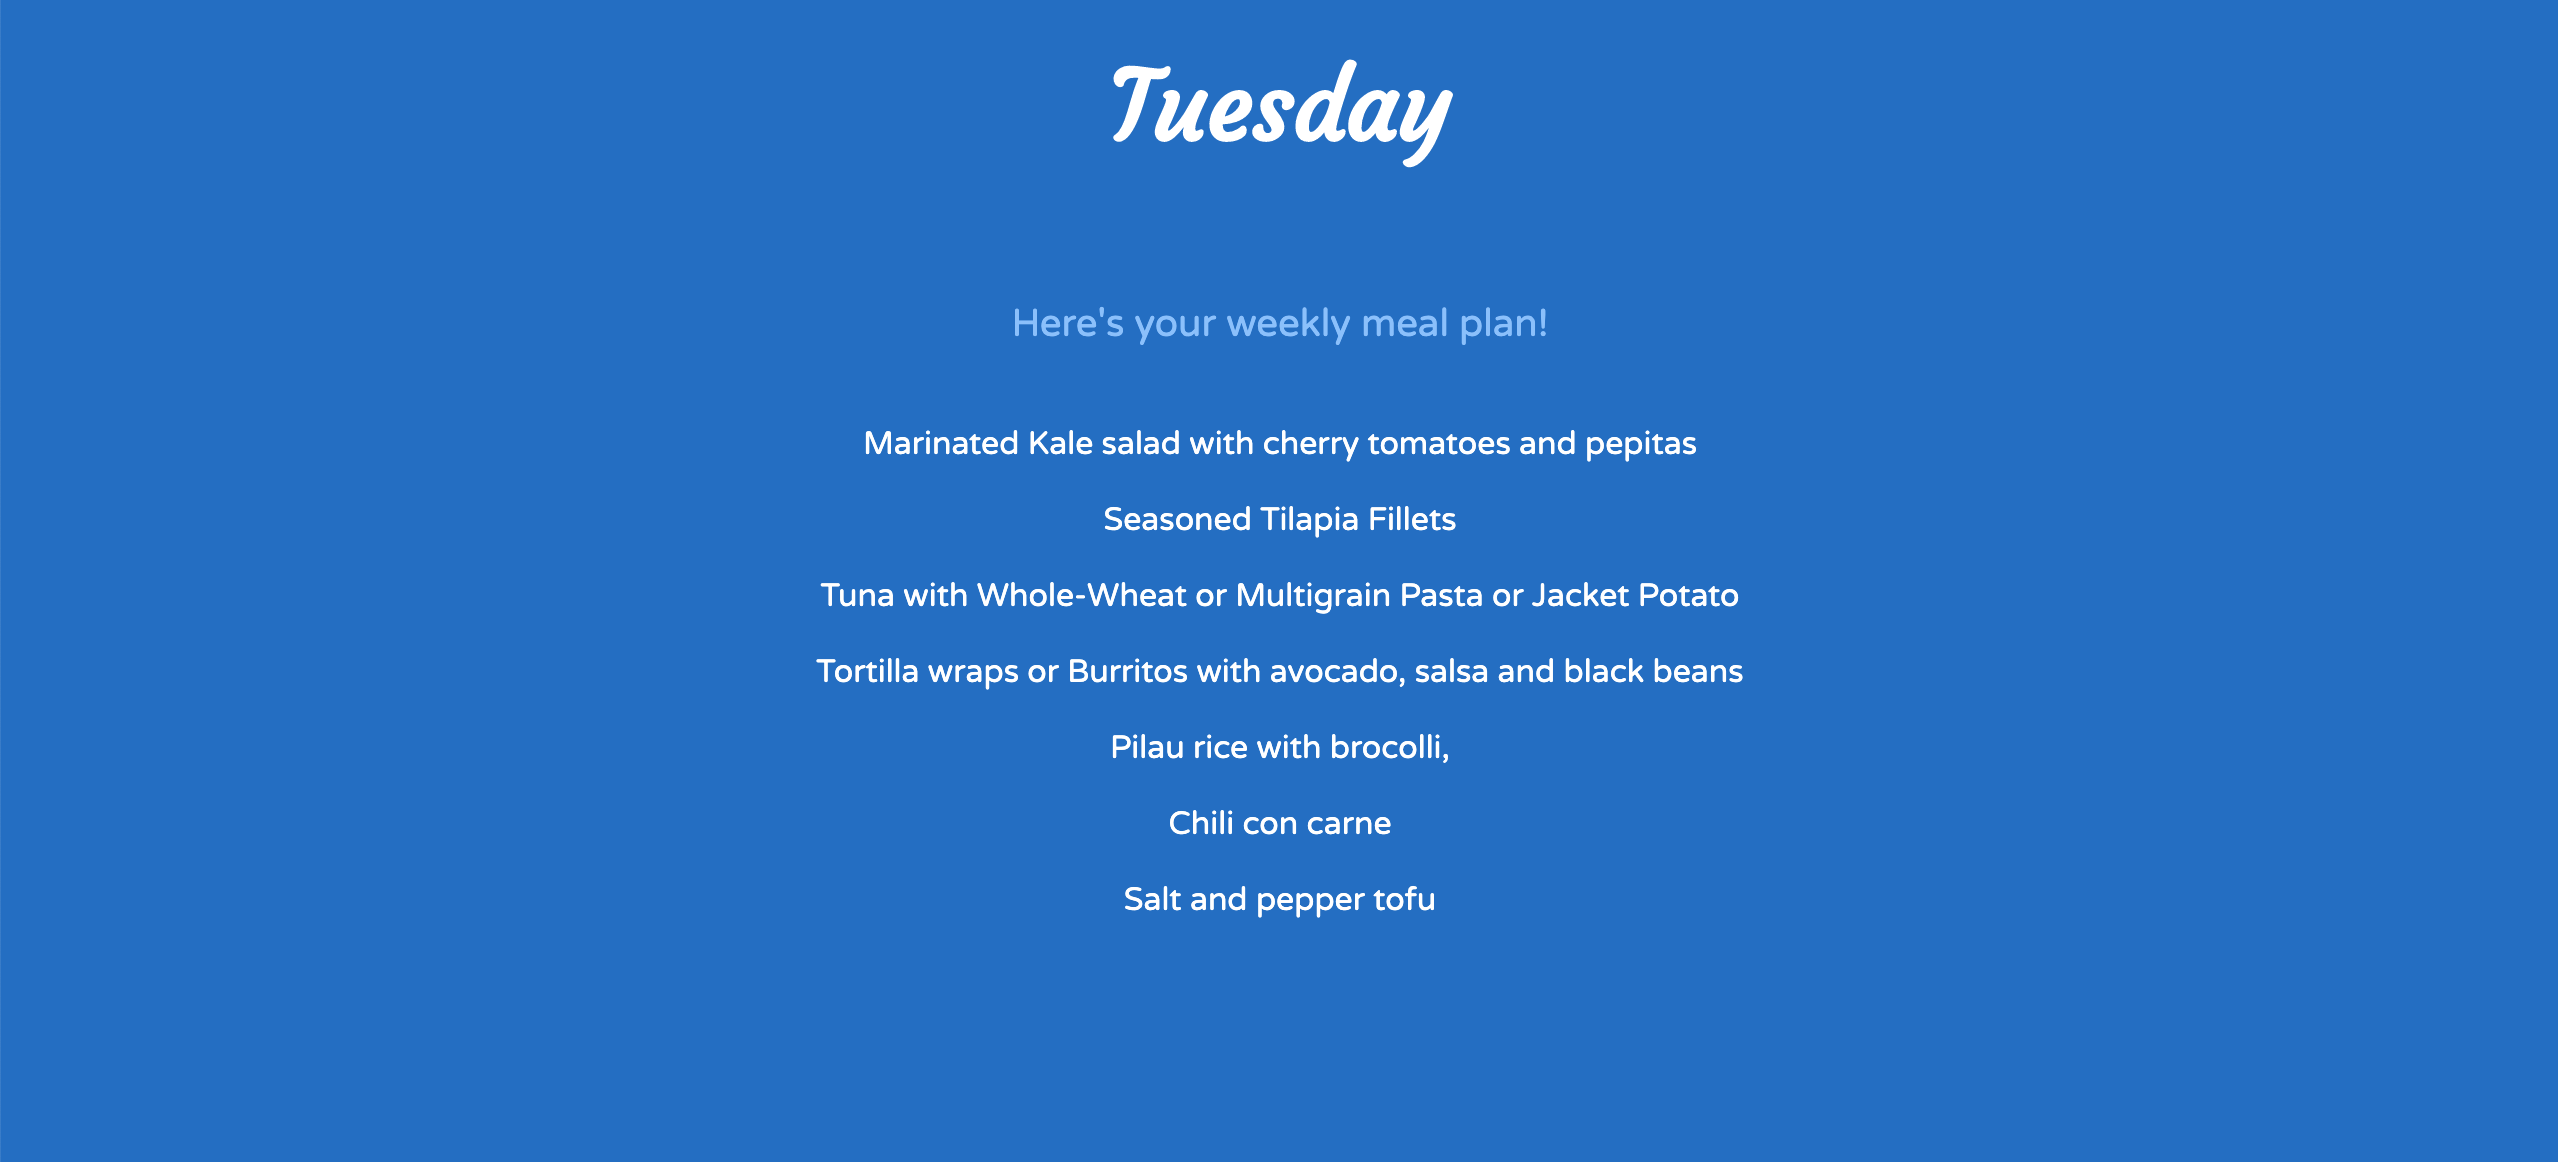 Tuesday
Here's your weekly meal plan!
Marinated Kale salad with cherry tomatoes and pepitas
Seasoned Tilapia Fillets
Tuna with Whole-Wheat or Multigrain Pasta or Jacket Potato
Tortilla wraps or Burritos with avocado, salsa and black beans
Pilau rice with brocolli,
Chili con carne
Salt and pepper tofu